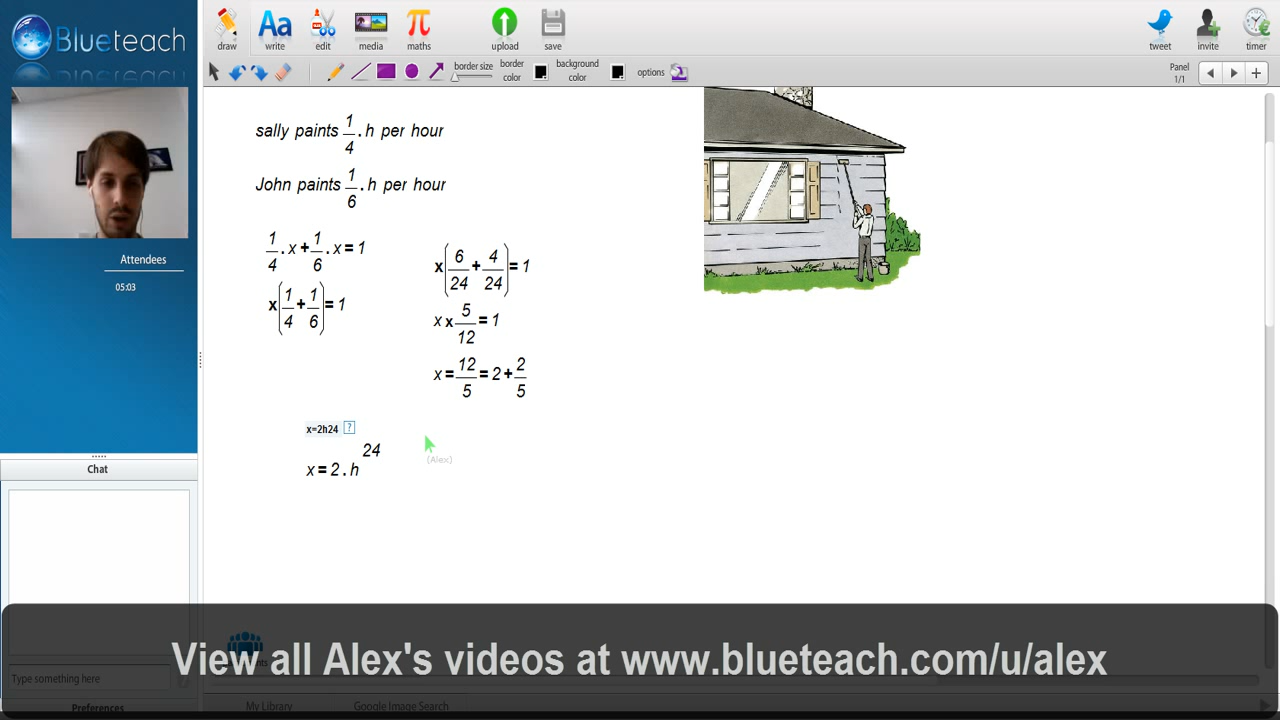 Blueteach
draw
write
edit
media
maths
upload
save
tweet
invite
timer
border size
border color
background color
options
Panel
1/1
Attendees
05:03
Chat
Type something here
Preferences
sally paints 1/4 . h per hour
John paints 1/6 . h per hour
1/4 . x + 1/6 . x = 1
x(1/4 + 1/6) = 1
x(6/24 + 4/24) = 1
x x 5/12 = 1
x = 12/5 = 2 + 2/5
x=2h24 ?
x = 2 . h^24
(Alex)
View all Alex's videos at www.blueteach.com/u/alex
My Library
Google Image Search